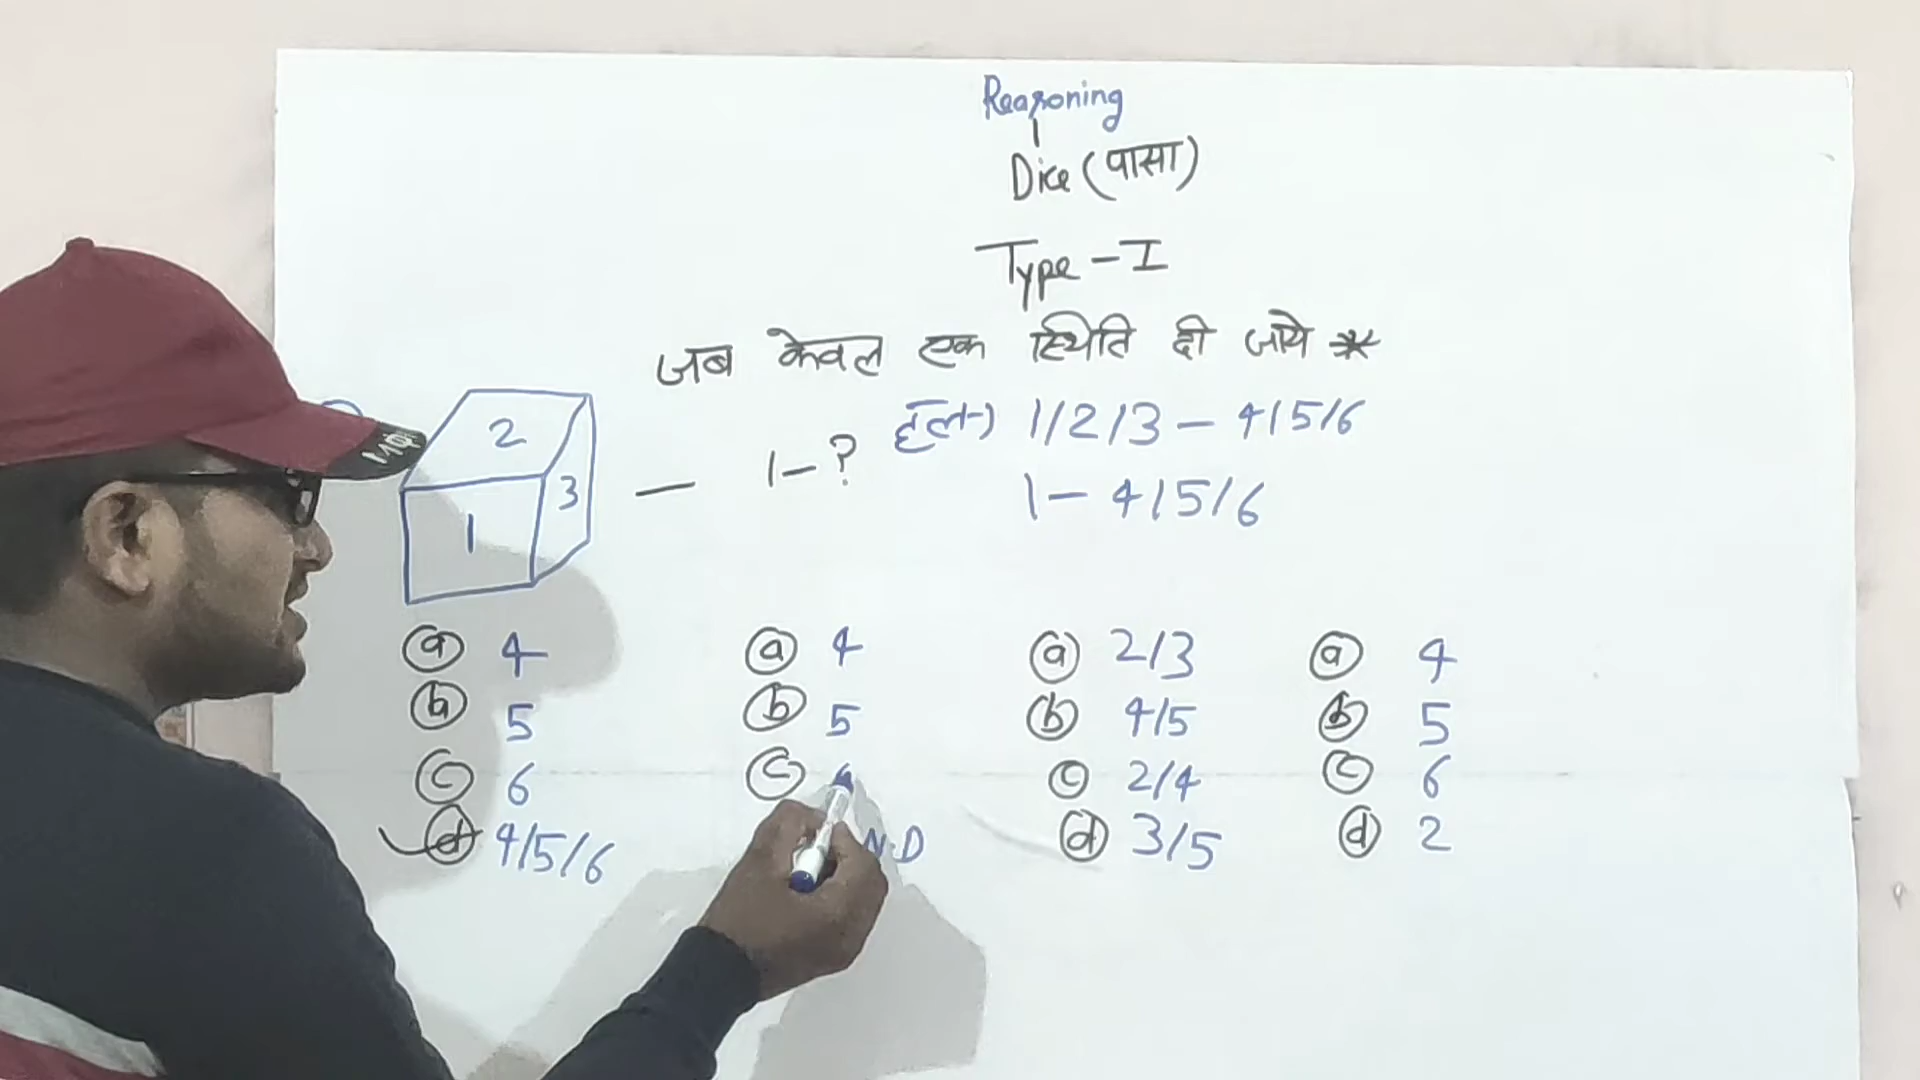 Reasoning
Dice (पासा)
Type - I
जब केवल एक स्थिति दी जाये *
हल→ 1/2/3 - 4/5/6
2
3
1
— 1-?
1 - 4/5/6
a 4
b 5
c 6
d 4/5/6
a 4
b 5
c
N.D
a 2/3
b 4/5
c 2/4
d 3/5
a 4
b 5
c 6
d 2